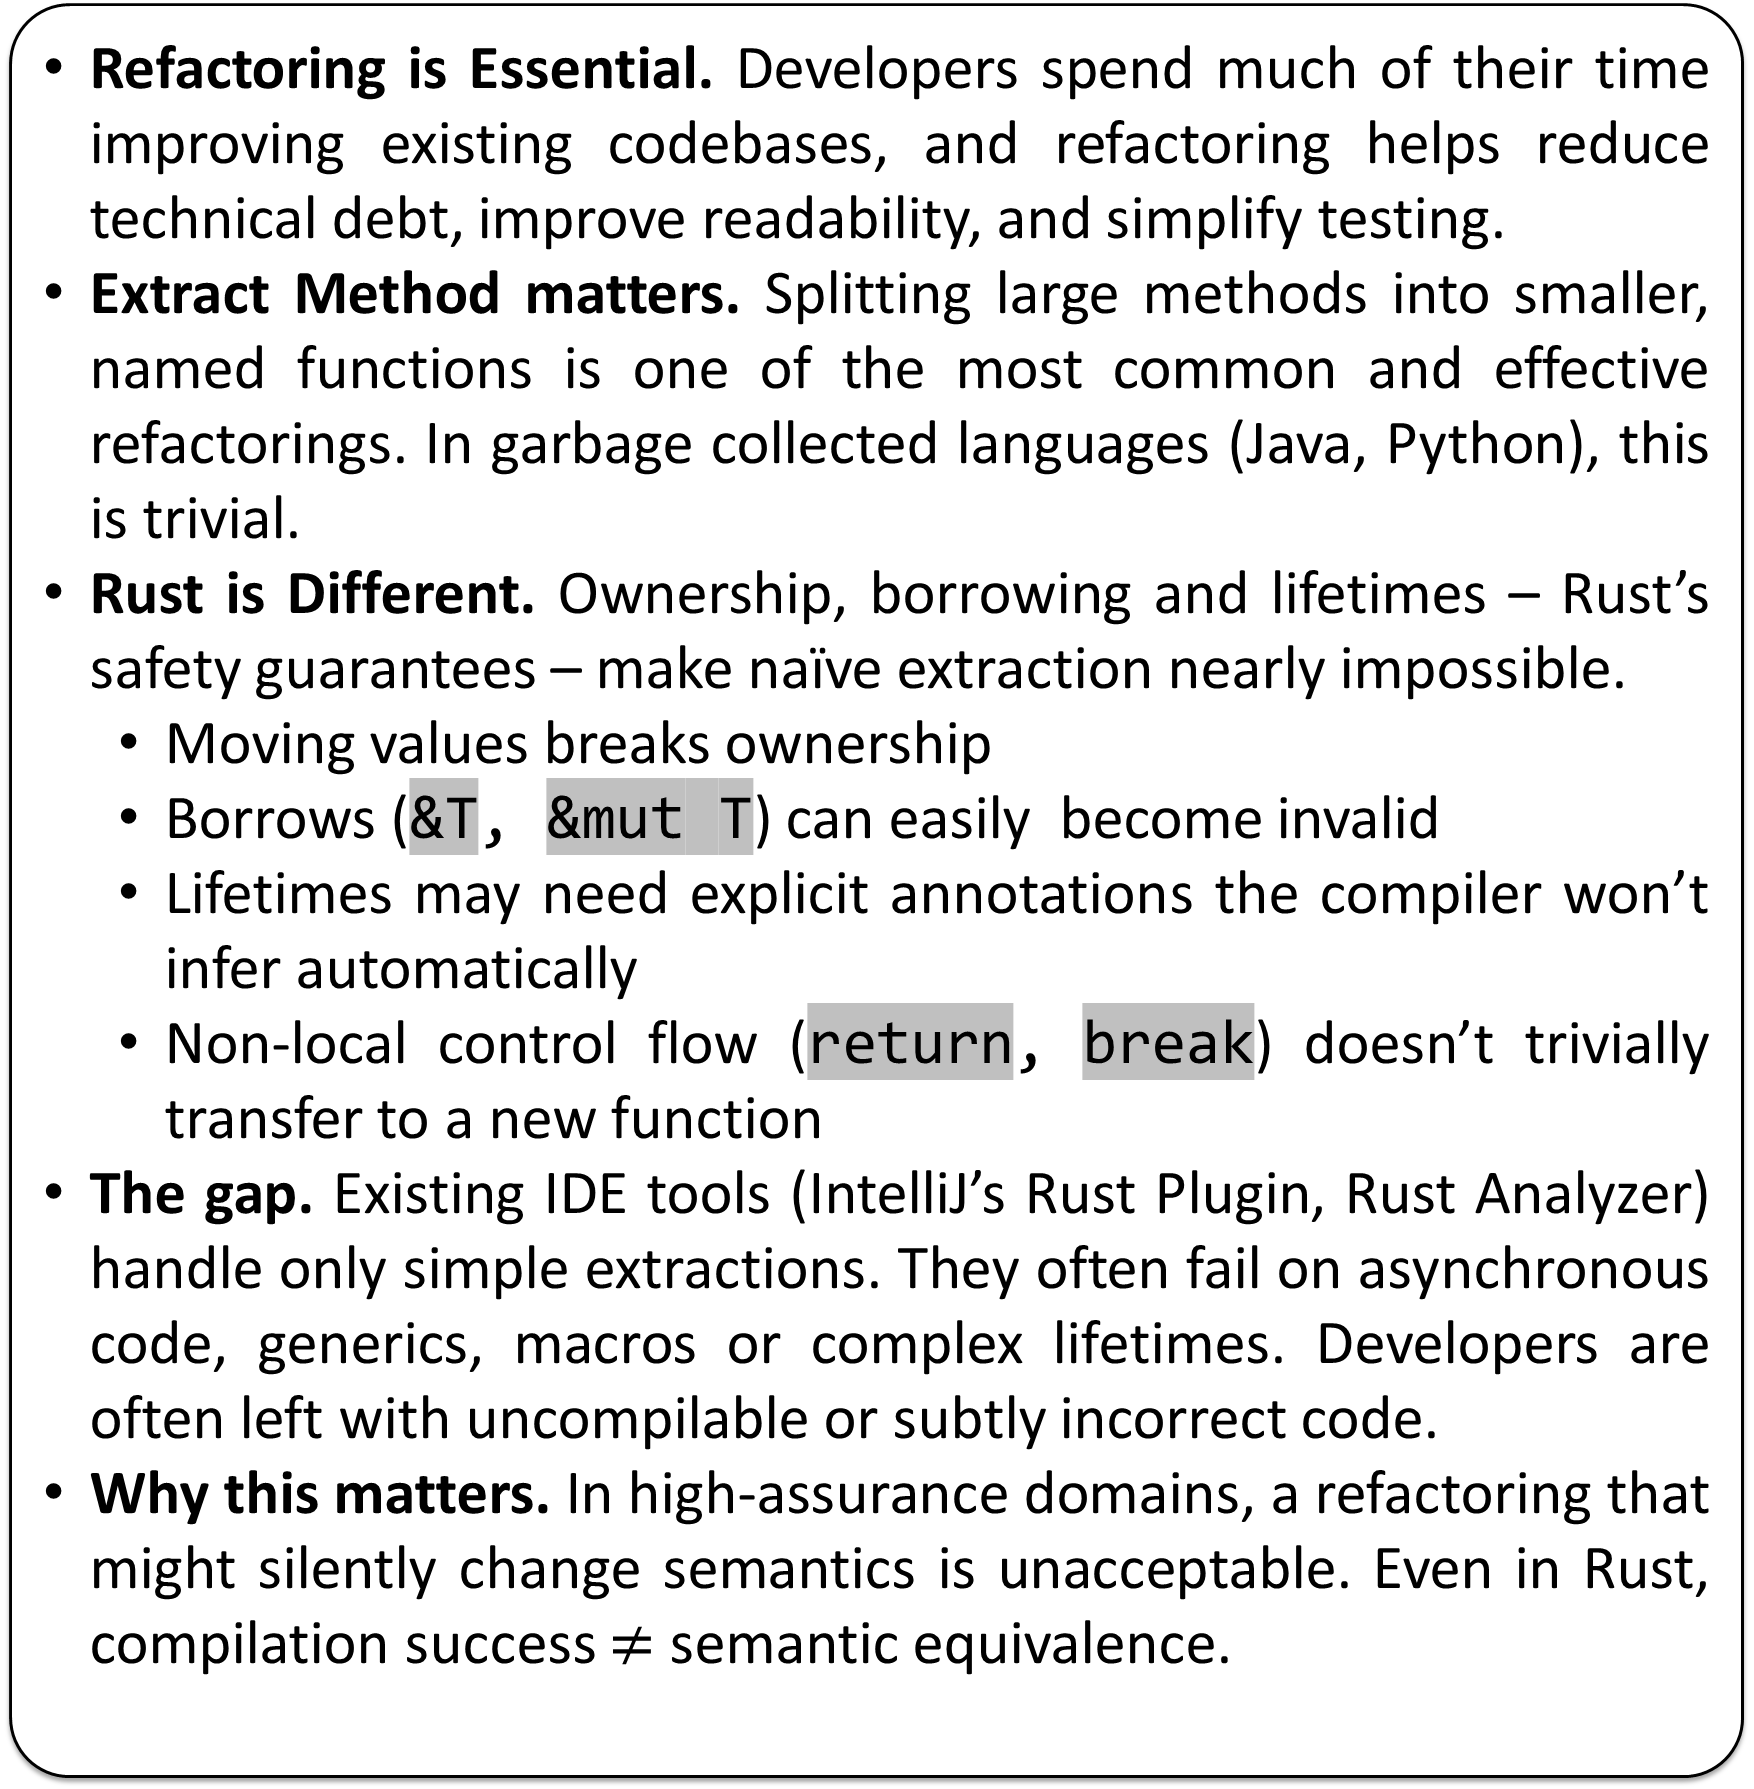 • Refactoring is Essential. Developers spend much of their time
improving existing codebases, and refactoring helps reduce
technical debt, improve readability, and simplify testing.
• Extract Method matters. Splitting large methods into smaller,
named functions is one of the most common and effective
refactorings. In garbage collected languages (Java, Python), this
is trivial.
• Rust is Different. Ownership, borrowing and lifetimes – Rust’s
safety guarantees – make naïve extraction nearly impossible.
• Moving values breaks ownership
• Borrows (&T, &mut T) can easily  become invalid
• Lifetimes may need explicit annotations the compiler won’t
infer automatically
• Non-local control flow (return, break) doesn’t trivially
transfer to a new function
• The gap. Existing IDE tools (IntelliJ’s Rust Plugin, Rust Analyzer)
handle only simple extractions. They often fail on asynchronous
code, generics, macros or complex lifetimes. Developers are
often left with uncompilable or subtly incorrect code.
• Why this matters. In high-assurance domains, a refactoring that
might silently change semantics is unacceptable. Even in Rust,
compilation success ≠ semantic equivalence.